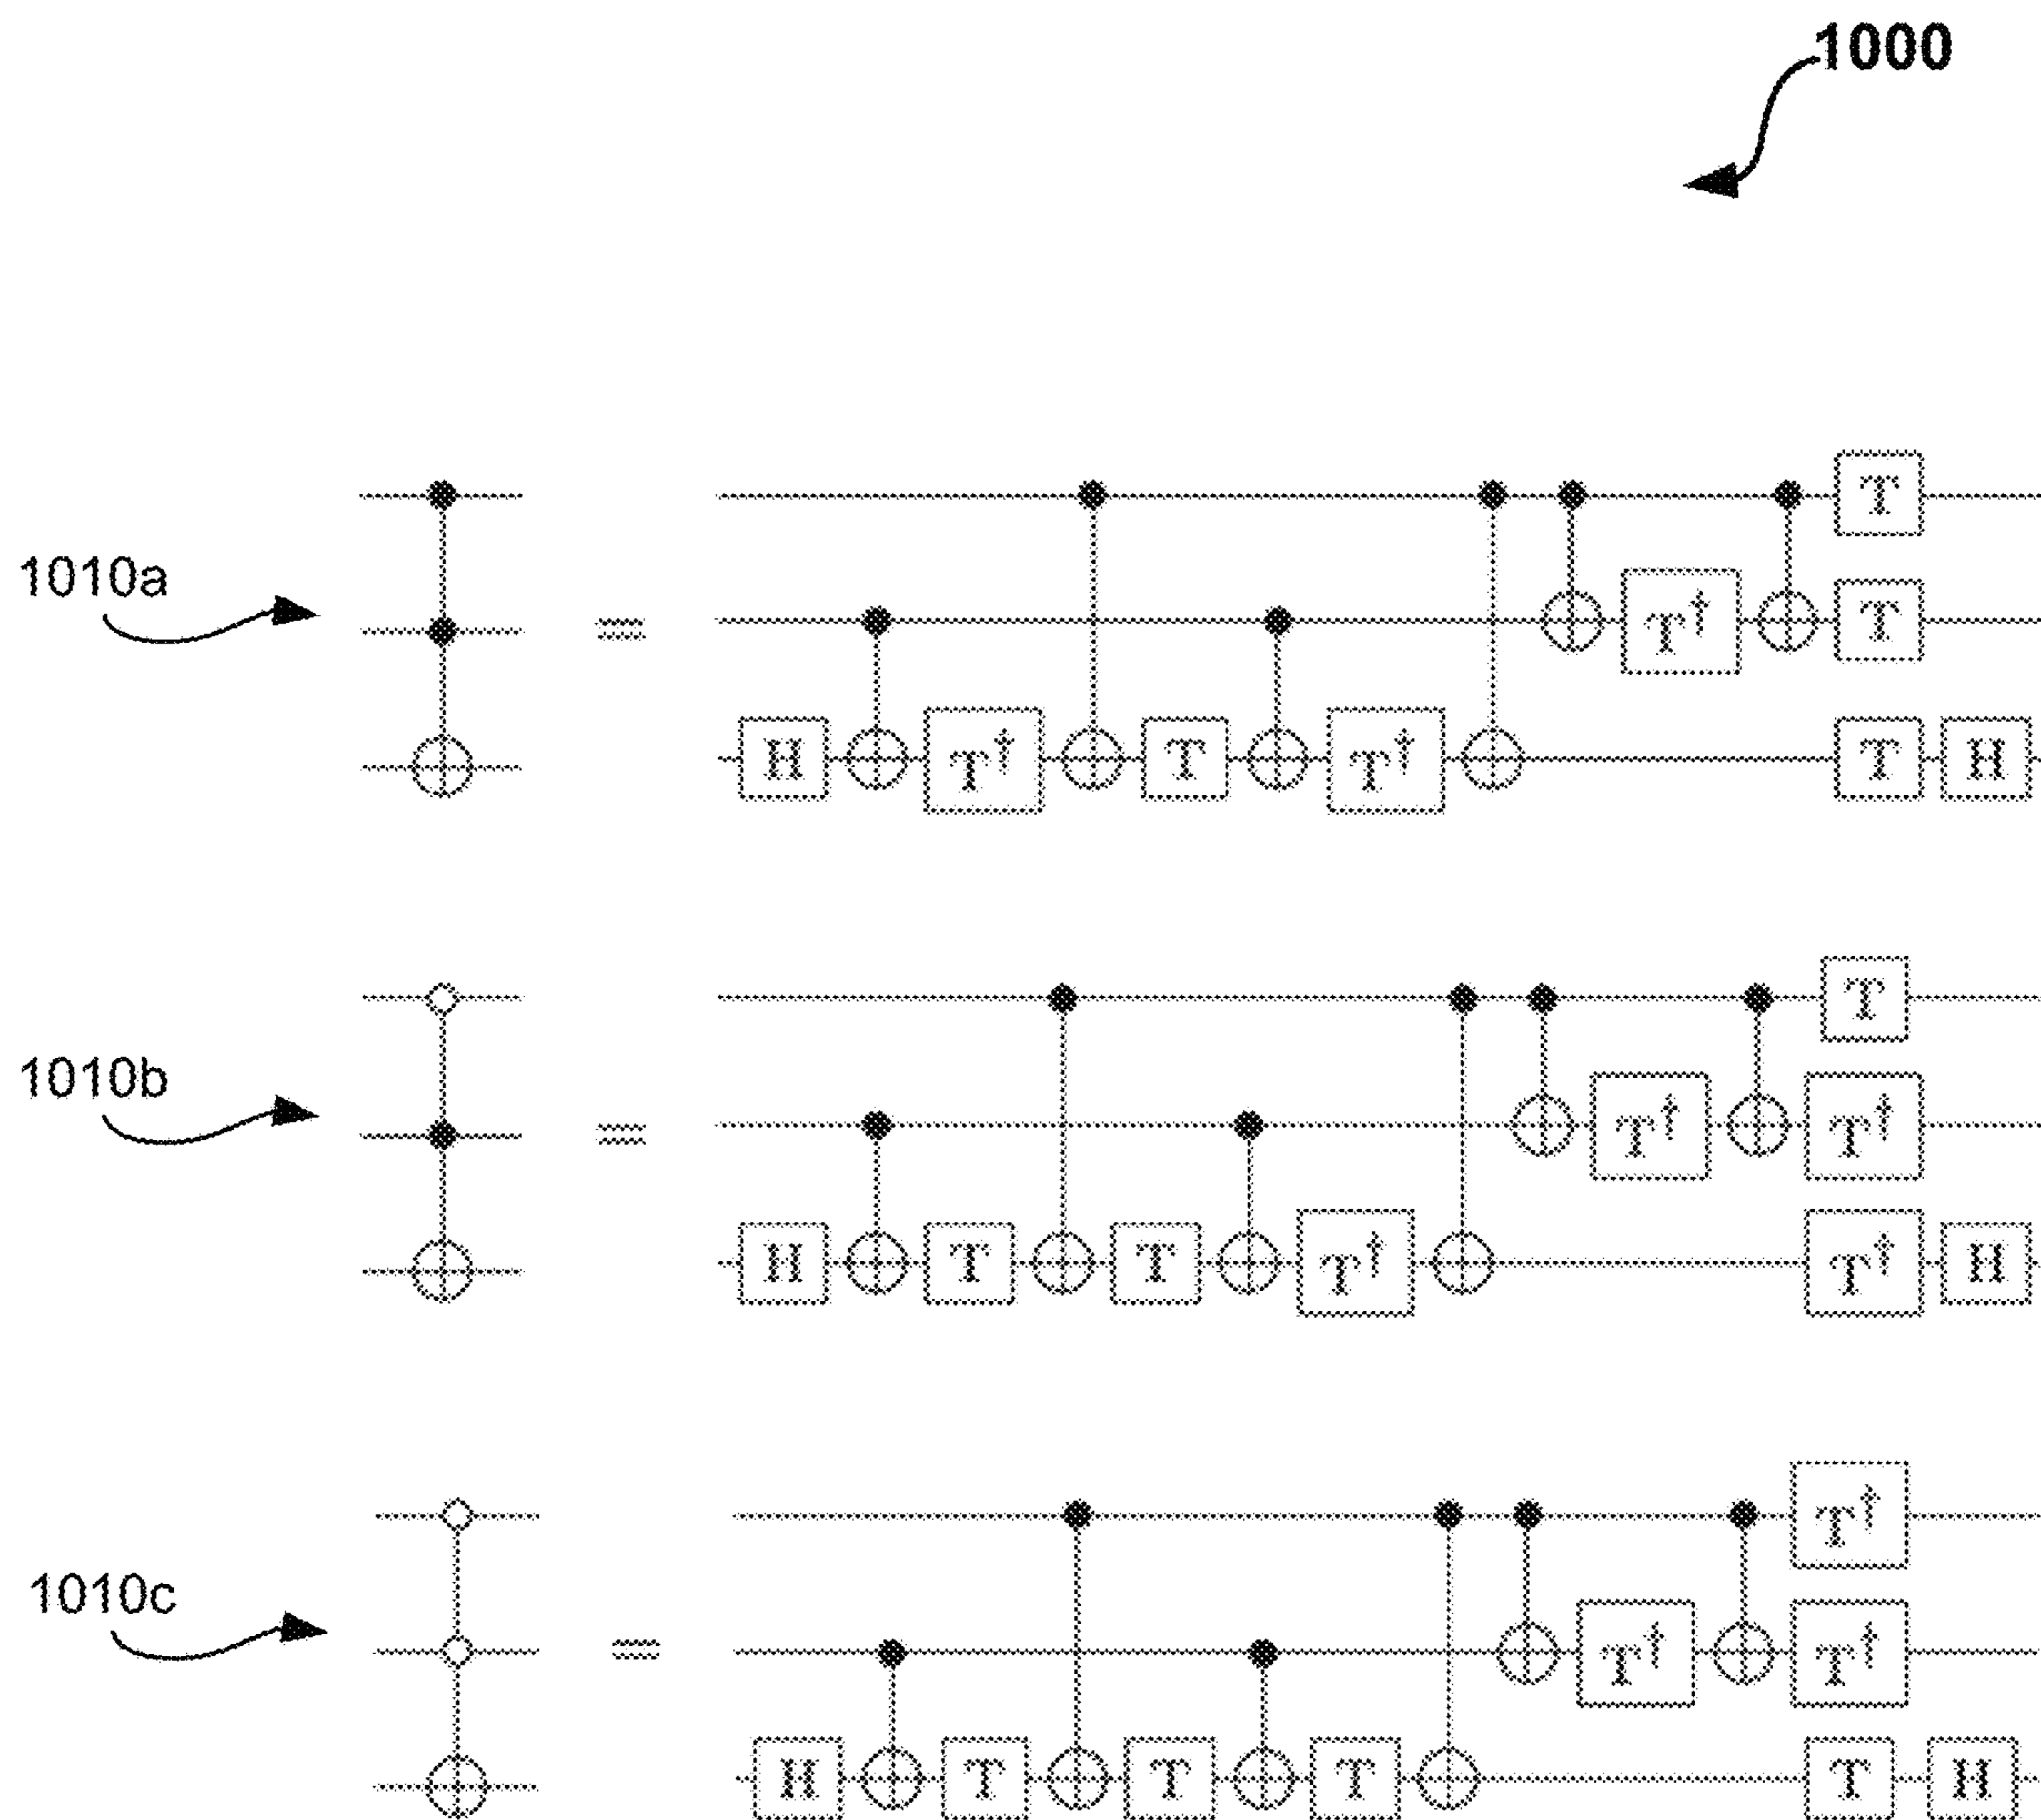 1000
T
1010a
=
T† T
H T† T T† T H
T
1010b
=
T† T†
H T T T† T† H
T†
1010c
=
T† T†
H T T T T H